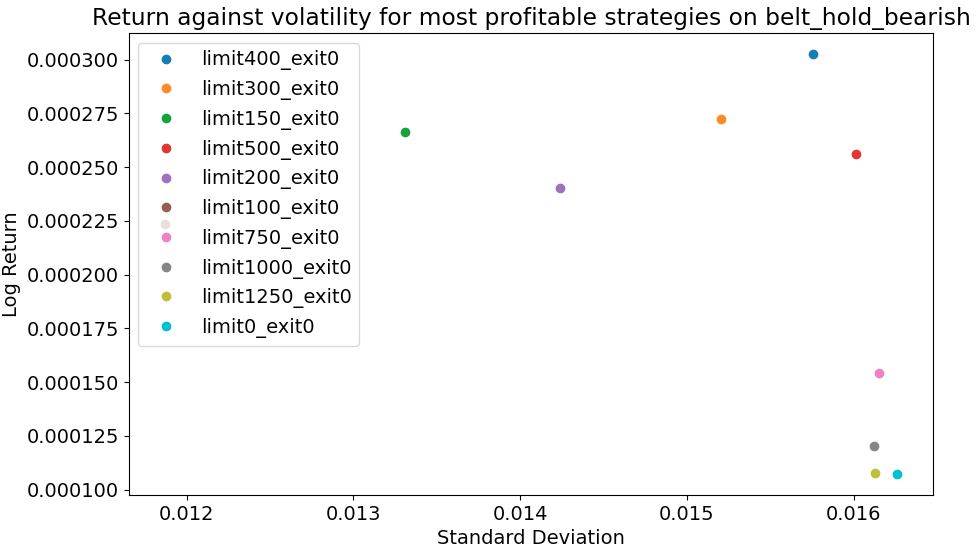 Return against volatility for most profitable strategies on belt_hold_bearish
0.000300
0.000275
0.000250
0.000225
0.000200
0.000175
0.000150
0.000125
0.000100
Log Return
limit400_exit0
limit300_exit0
limit150_exit0
limit500_exit0
limit200_exit0
limit100_exit0
limit750_exit0
limit1000_exit0
limit1250_exit0
limit0_exit0
0.012 0.013 0.014 0.015 0.016
Standard Deviation